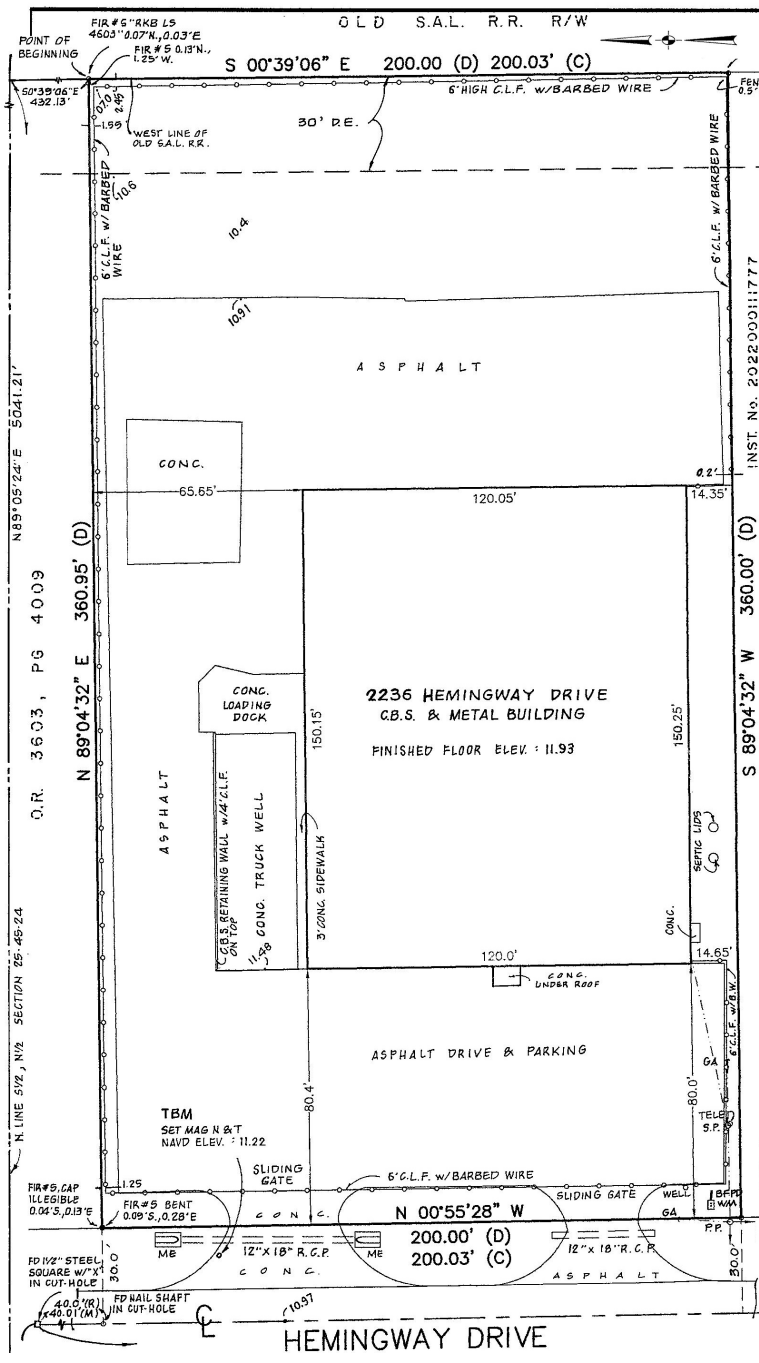 OLD S.A.L. R.R. R/W
FIR #5 "RKB LS
4603" 0.07'N., 0.03'E
POINT OF
BEGINNING
FIR #5 0.13'N.,
1.25' W.
S 00°39'06" E 200.00 (D) 200.03' (C)
S0°39'06"E
432.13'
6' HIGH C.L.F. w/BARBED WIRE
0.5'
2.45'
1.55'
WEST LINE OF
OLD S.A.L. R.R.
30' D.E.
6' C.L.F. w/ BARBED
WIRE
10.6
10.4
6' C.L.F. w/ BARBED WIRE
10.91
ASPHALT
INST. No. 2022000111777
N89°05'24"E 5041.21'
CONC.
0.2'
65.65'
120.05'
14.35'
O.R. 3603, PG 4009
N 89°04'32" E 360.95' (D)
S 89°04'32" W 360.00' (D)
CONC.
LOADING
DOCK
2236 HEMINGWAY DRIVE
C.B.S. & METAL BUILDING
FINISHED FLOOR ELEV. : 11.93
150.15'
150.25'
ASPHALT
C.B.S. RETAINING WALL w/4' C.L.F.
ON TOP
CONC. TRUCK WELL
11.48
3' CONC. SIDEWALK
SEPTIC LIDS
CONC.
14.65'
120.0'
CONC.
UNDER ROOF
N. LINE S1/2, N1/2 SECTION 25-45-24
ASPHALT DRIVE & PARKING
6' C.L.F. w/B.W.
GA
80.4'
80.0'
TELE
S.P.
TBM
SET MAG N & T
NAVD ELEV. : 11.22
SLIDING
GATE
6' C.L.F. w/BARBED WIRE
SLIDING GATE
WELL
BFPD
WM
FIR #5, CAP
ILLEGIBLE
0.04'S., 0.13'E
1.25
FIR #5 BENT
0.09'S., 0.28'E
CONC.
N 00°55'28" W
GA
P.P.
200.00' (D)
200.03' (C)
ME
12" x 18" R.C.P.
ME
12" x 18" R.C.P.
FD 1/2" STEEL
SQUARE W/"X"
IN CUT-HOLE
30.0'
CONC.
ASPHALT
30.0'
40.0'(R)
40.01(M)
FD NAIL SHAFT
IN CUT-HOLE
CL
10.97
HEMINGWAY DRIVE